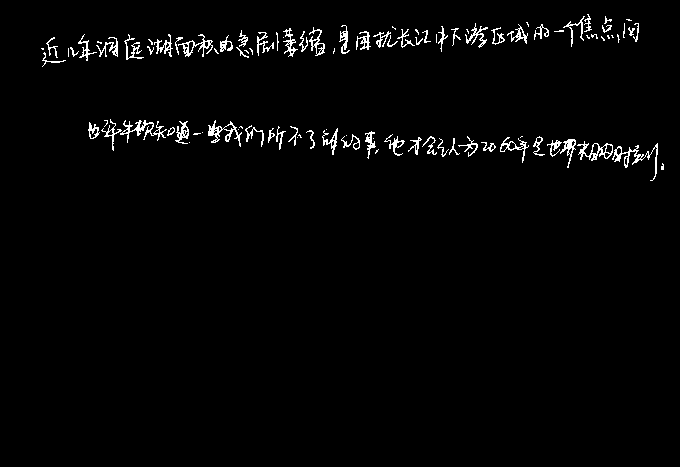 近几年洞庭湖面积的急剧萎缩,是困扰长江中下游区域的一个焦点问
也许牛顿知道一些我们所不了解的事,他才会认为2060年是世界末日的时刻。